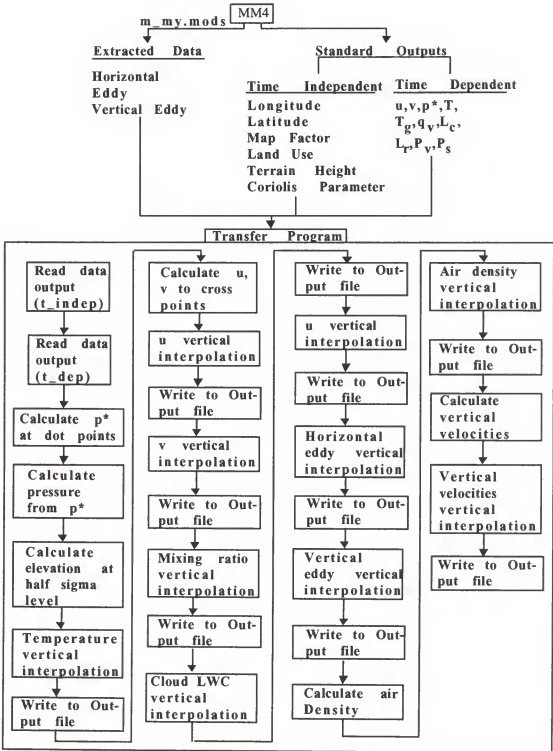 MM4
m_my.mods
Extracted Data
Horizontal
Eddy
Vertical Eddy
Standard Outputs
Time Independent
Longitude
Latitude
Map Factor
Land Use
Terrain Height
Coriolis Parameter
Time Dependent
u,v,p*,T,
Tg,qv,Lc,
Lr,Pv,Ps
Transfer Program
Read data
output
(t_indep)
Read data
output
(t_dep)
Calculate p*
at dot points
Calculate
pressure
from p*
Calculate
elevation at
half sigma
level
Temperature
vertical
interpolation
Write to Out-
put file
Calculate u,
v to cross
points
u vertical
interpolation
Write to Out-
put file
v vertical
interpolation
Write to Out-
put file
Mixing ratio
vertical
interpolation
Write to Out-
put file
Cloud LWC
vertical
interpolation
Write to Out-
put file
u vertical
interpolation
Write to Out-
put file
Horizontal
eddy vertical
interpolation
Write to Out-
put file
Vertical
eddy vertical
interpolation
Write to Out-
put file
Calculate air
Density
Air density
vertical
interpolation
Write to Out-
put file
Calculate
vertical
velocities
Vertical
velocities
vertical
interpolation
Write to Out-
put file